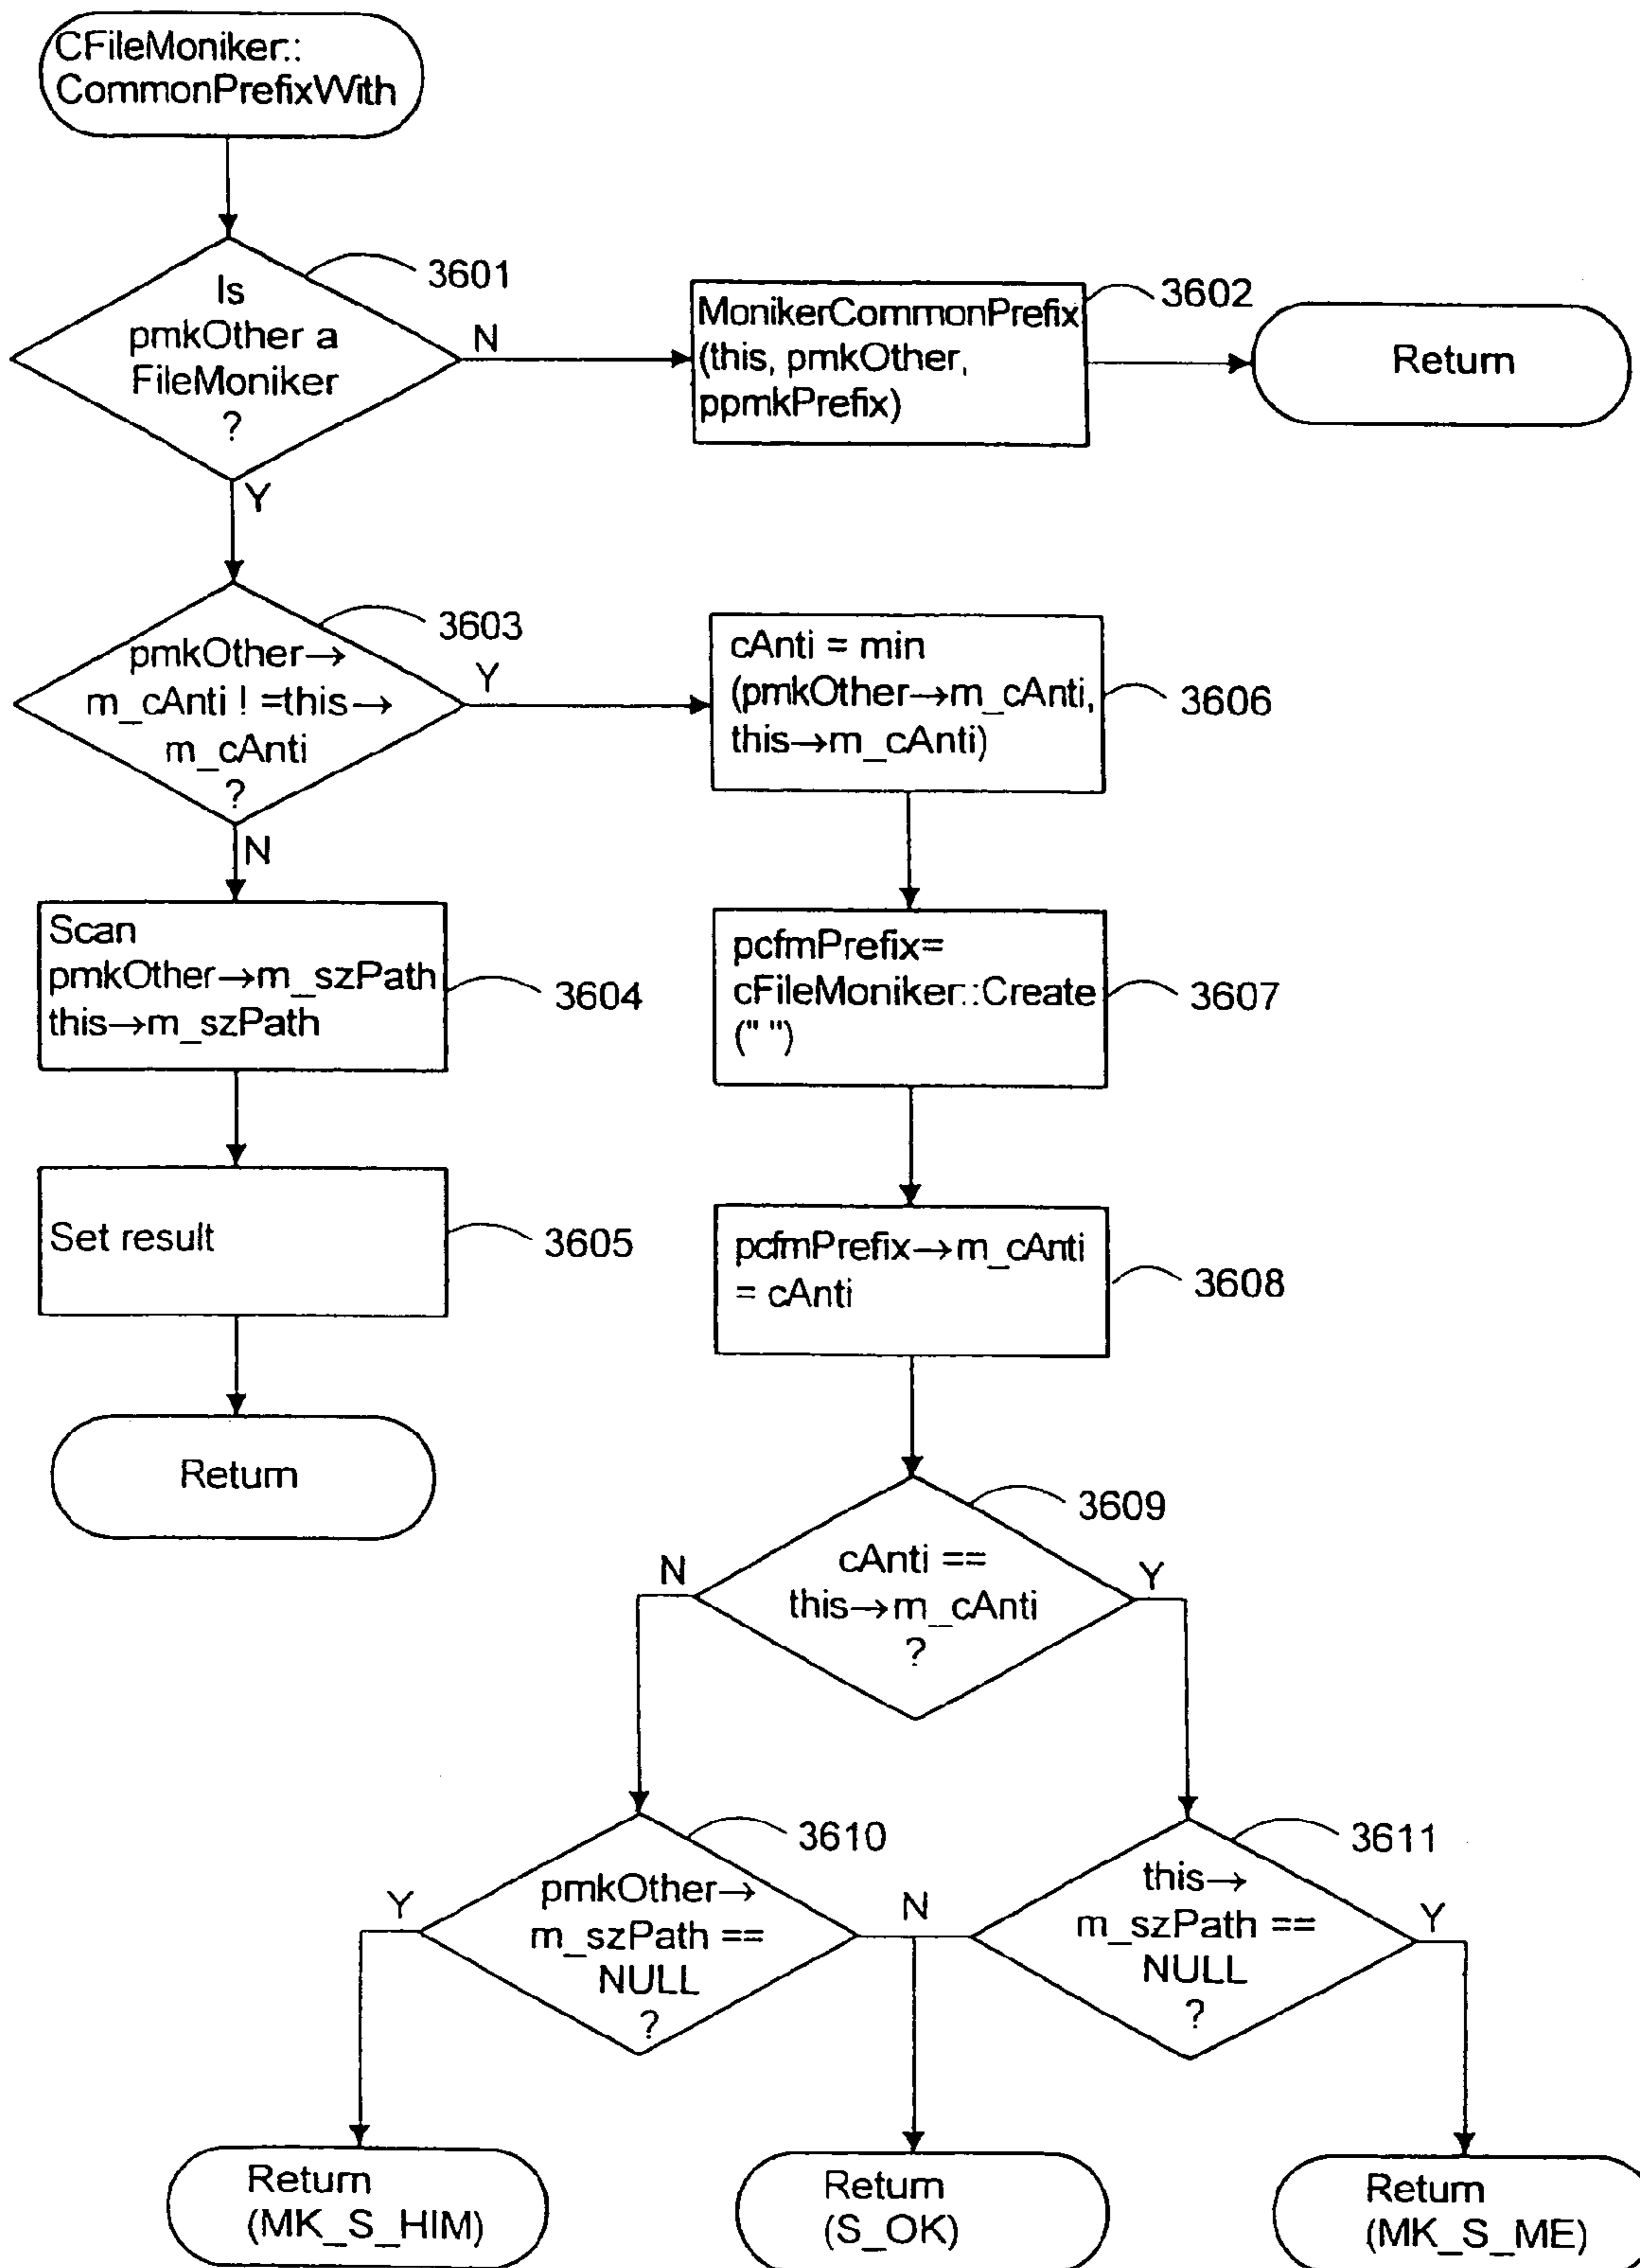 CFileMoniker::
CommonPrefixWith
3601
Is
pmkOther a
FileMoniker
?
N
Y
MonikerCommonPrefix
(this, pmkOther,
ppmkPrefix)
3602
Return
3603
pmkOther→
m_cAnti ! =this→
m_cAnti
?
Y
N
cAnti = min
(pmkOther→m_cAnti,
this→m_cAnti)
3606
Scan
pmkOther→m_szPath
this→m_szPath
3604
pcfmPrefix=
cFileMoniker::Create
(" ")
3607
Set result
3605
pcfmPrefix→m_cAnti
= cAnti
3608
Return
3609
cAnti ==
this→m_cAnti
?
N
Y
3610
pmkOther→
m_szPath ==
NULL
?
Y
N
3611
this→
m_szPath ==
NULL
?
Y
Return
(MK_S_HIM)
Return
(S_OK)
Return
(MK_S_ME)